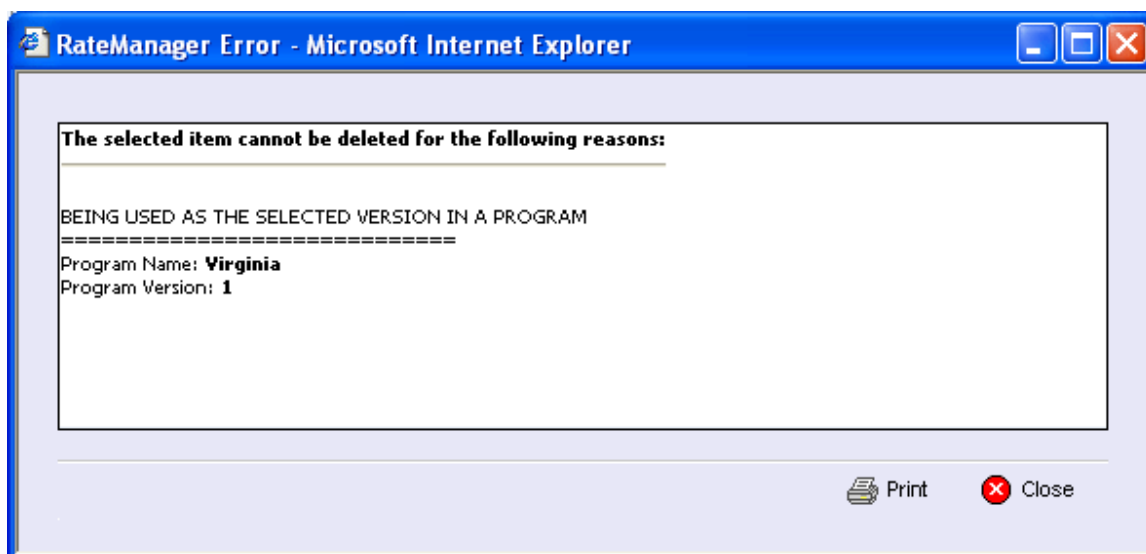 RateManager Error - Microsoft Internet Explorer
The selected item cannot be deleted for the following reasons:
BEING USED AS THE SELECTED VERSION IN A PROGRAM
=============================
Program Name: Virginia
Program Version: 1
Print Close